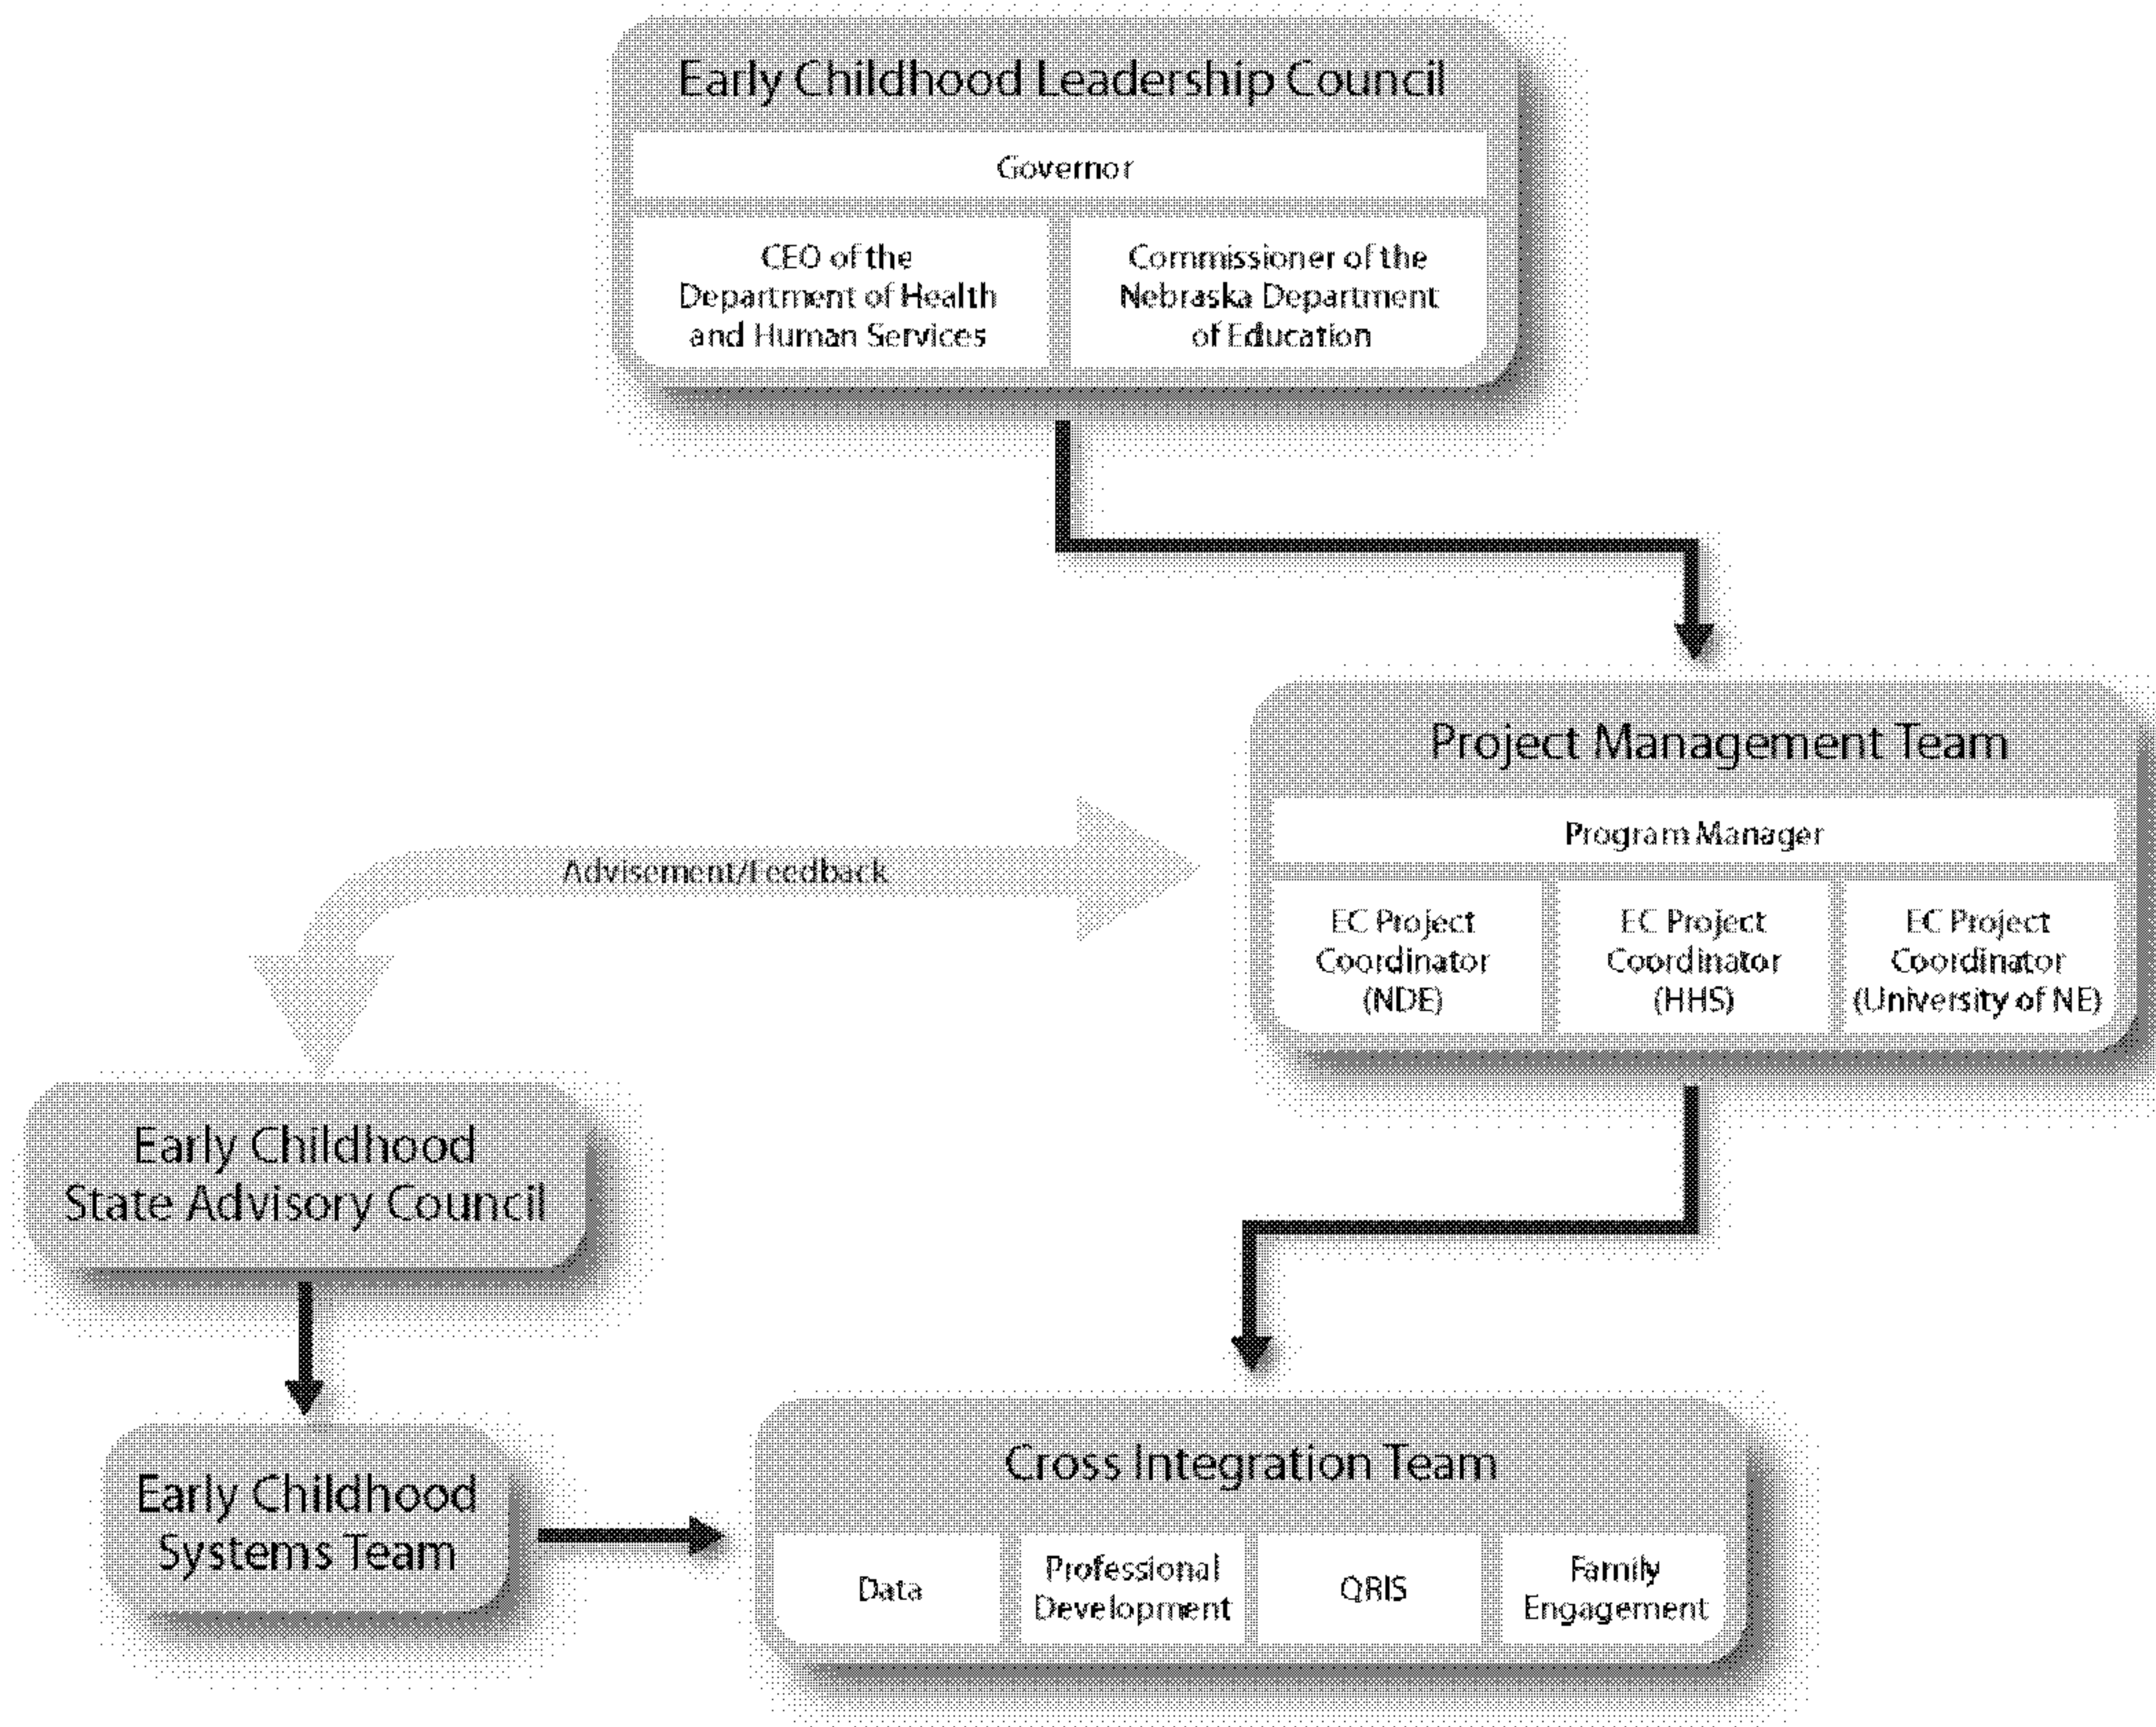 Early Childhood Leadership Council
Governor
CEO of the
Department of Health
and Human Services
Commissioner of the
Nebraska Department
of Education
Project Management Team
Program Manager
EC Project
Coordinator
(NDE)
EC Project
Coordinator
(HHS)
EC Project
Coordinator
(University of NE)
Advisement/Feedback
Early Childhood
State Advisory Council
Early Childhood
Systems Team
Cross Integration Team
Data
Professional
Development
QRIS
Family
Engagement